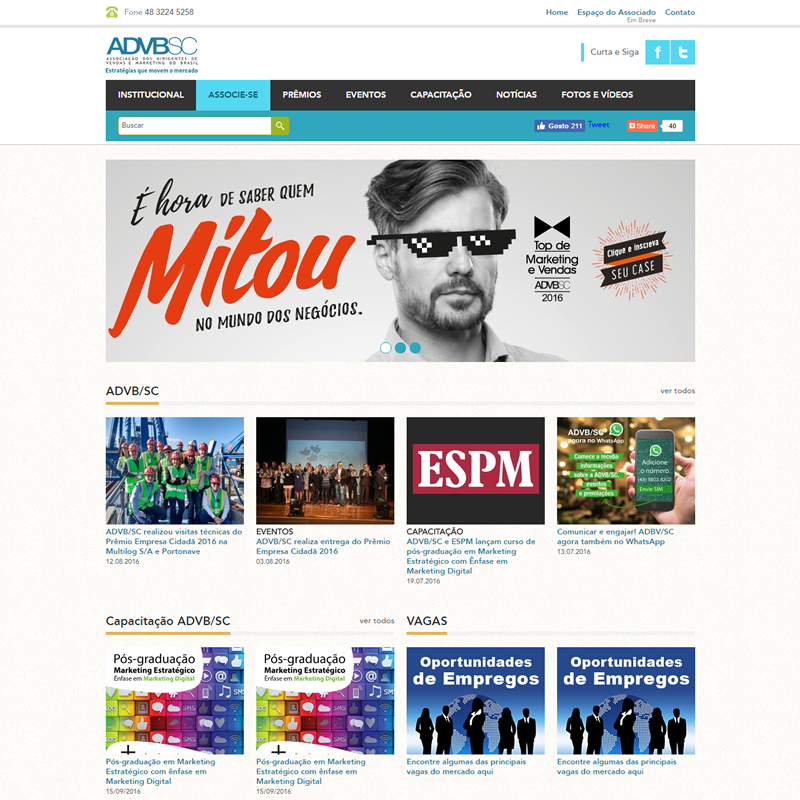 Fone 48 3224 5258
Home Espaço do Associado Contato
Em Breve
ADVBSC
ASSOCIAÇÃO DOS DIRIGENTES DE
VENDAS E MARKETING DO BRASIL
Estratégias que movem o mercado
Curta e Siga
INSTITUCIONAL ASSOCIE-SE PRÊMIOS EVENTOS CAPACITAÇÃO NOTÍCIAS FOTOS E VÍDEOS
Buscar
Gosto 211 Tweet Share 40
É hora DE SABER QUEM
Mitou
NO MUNDO DOS NEGÓCIOS.
Top de
Marketing
e Vendas
ADVBSC
2016
Clique e inscreva
SEU CASE
ADVB/SC ver todos
ADVB/SC realizou visitas técnicas do
Prêmio Empresa Cidadã 2016 na
Multilog S/A e Portonave
12.08.2016
EVENTOS
ADVB/SC realiza entrega do Prêmio
Empresa Cidadã 2016
03.08.2016
ESPM
CAPACITAÇÃO
ADVB/SC e ESPM lançam curso de
pós-graduação em Marketing
Estratégico com Ênfase em
Marketing Digital
19.07.2016
ADVB/SC
agora no WhatsApp
Comece a receba
informações
sobre a ADVB/SC,
eventos
e premiações
Adicione
o número
(48) 8803.8202
Envie SIM
Comunicar e engajar! ADBV/SC
agora também no WhatsApp
13.07.2016
Capacitação ADVB/SC ver todos
VAGAS
Pós-graduação
Marketing Estratégico
Ênfase em Marketing Digital
Pós-graduação em Marketing
Estratégico com ênfase em
Marketing Digital
15/09/2016
Pós-graduação
Marketing Estratégico
Ênfase em Marketing Digital
Pós-graduação em Marketing
Estratégico com ênfase em
Marketing Digital
15/09/2016
Oportunidades
de Empregos
Encontre algumas das principais
vagas do mercado aqui
Oportunidades
de Empregos
Encontre algumas das principais
vagas do mercado aqui